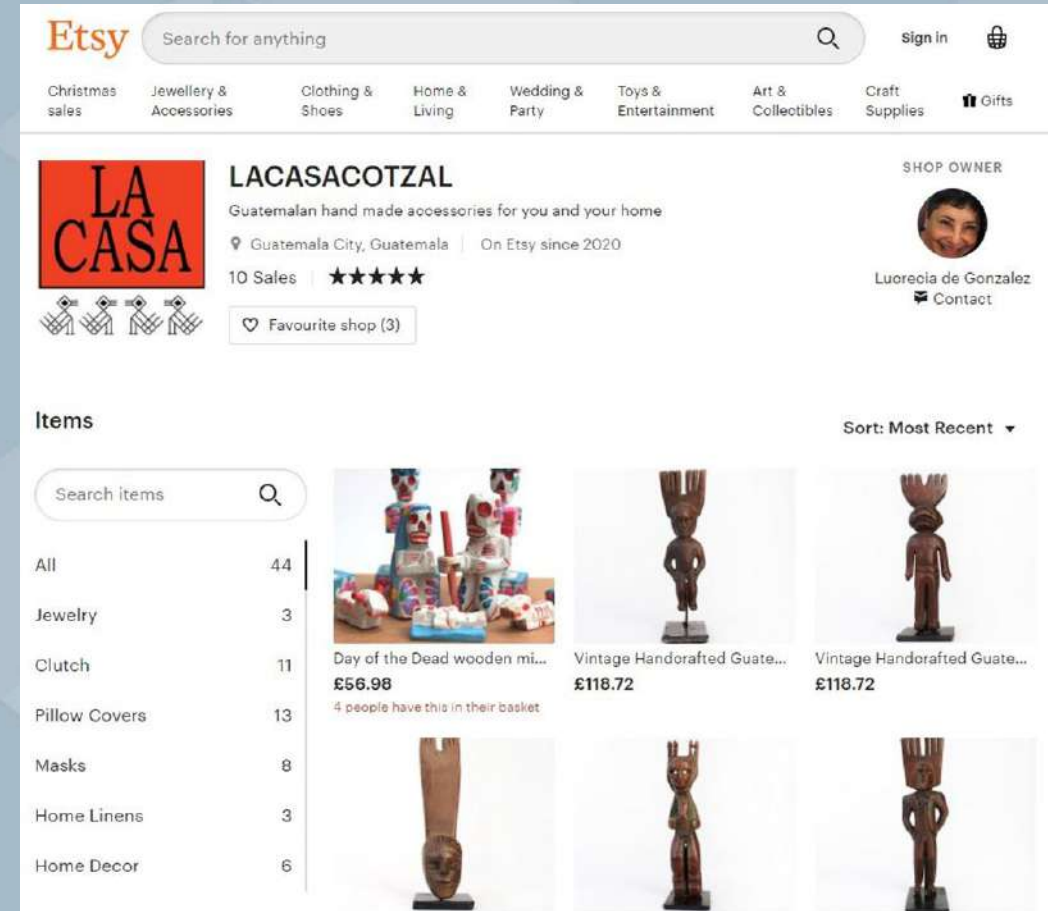 Etsy
Search for anything
Sign in
Christmas sales
Jewellery & Accessories
Clothing & Shoes
Home & Living
Wedding & Party
Toys & Entertainment
Art & Collectibles
Craft Supplies
Gifts
LA
CASA
LACASACOTZAL
Guatemalan hand made accessories for you and your home
Guatemala City, Guatemala | On Etsy since 2020
10 Sales | ★★★★★
Favourite shop (3)
SHOP OWNER
Lucrecia de Gonzalez
Contact
Items
Sort: Most Recent
Search items
All 44
Jewelry 3
Clutch 11
Pillow Covers 13
Masks 8
Home Linens 3
Home Decor 6
Day of the Dead wooden mi...
£56.98
4 people have this in their basket
Vintage Handcrafted Guate...
£118.72
Vintage Handcrafted Guate...
£118.72